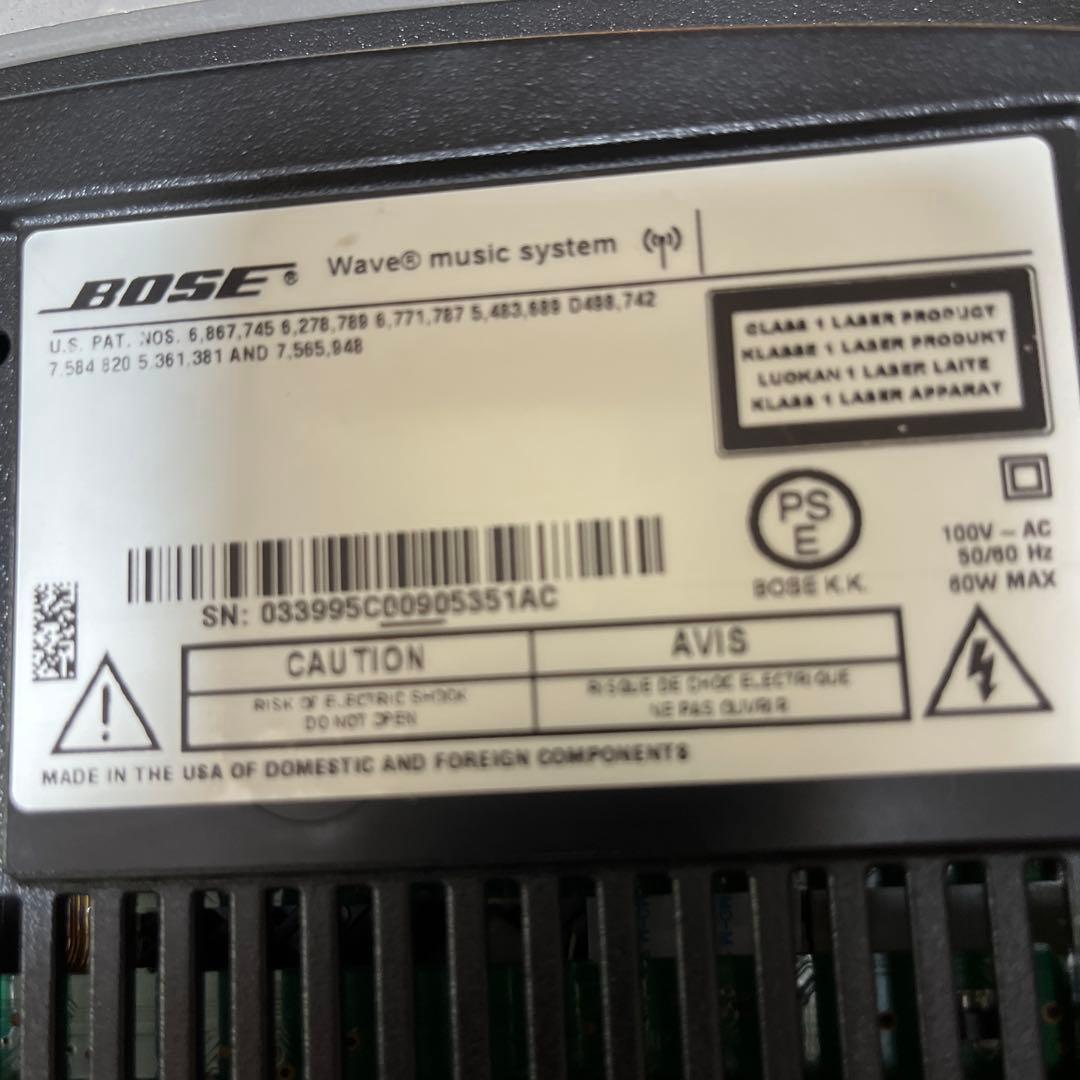 BOSE® Wave® music system
U.S. PAT. NOS. 6,867,745 6,278,789 6,771,787 5,483,689 D498,742
7,584,820 5,361,381 AND 7,565,948
CLASS 1 LASER PRODUCT
KLASSE 1 LASER PRODUKT
LUOKAN 1 LASER LAITE
KLASS 1 LASER APPARAT
PS
E
BOSE K.K.
100V ~ AC
50/60 Hz
60W MAX
SN: 033995C00905351AC
CAUTION
RISK OF ELECTRIC SHOCK
DO NOT OPEN
AVIS
RISQUE DE CHOC ELECTRIQUE
NE PAS OUVRIR
MADE IN THE USA OF DOMESTIC AND FOREIGN COMPONENTS